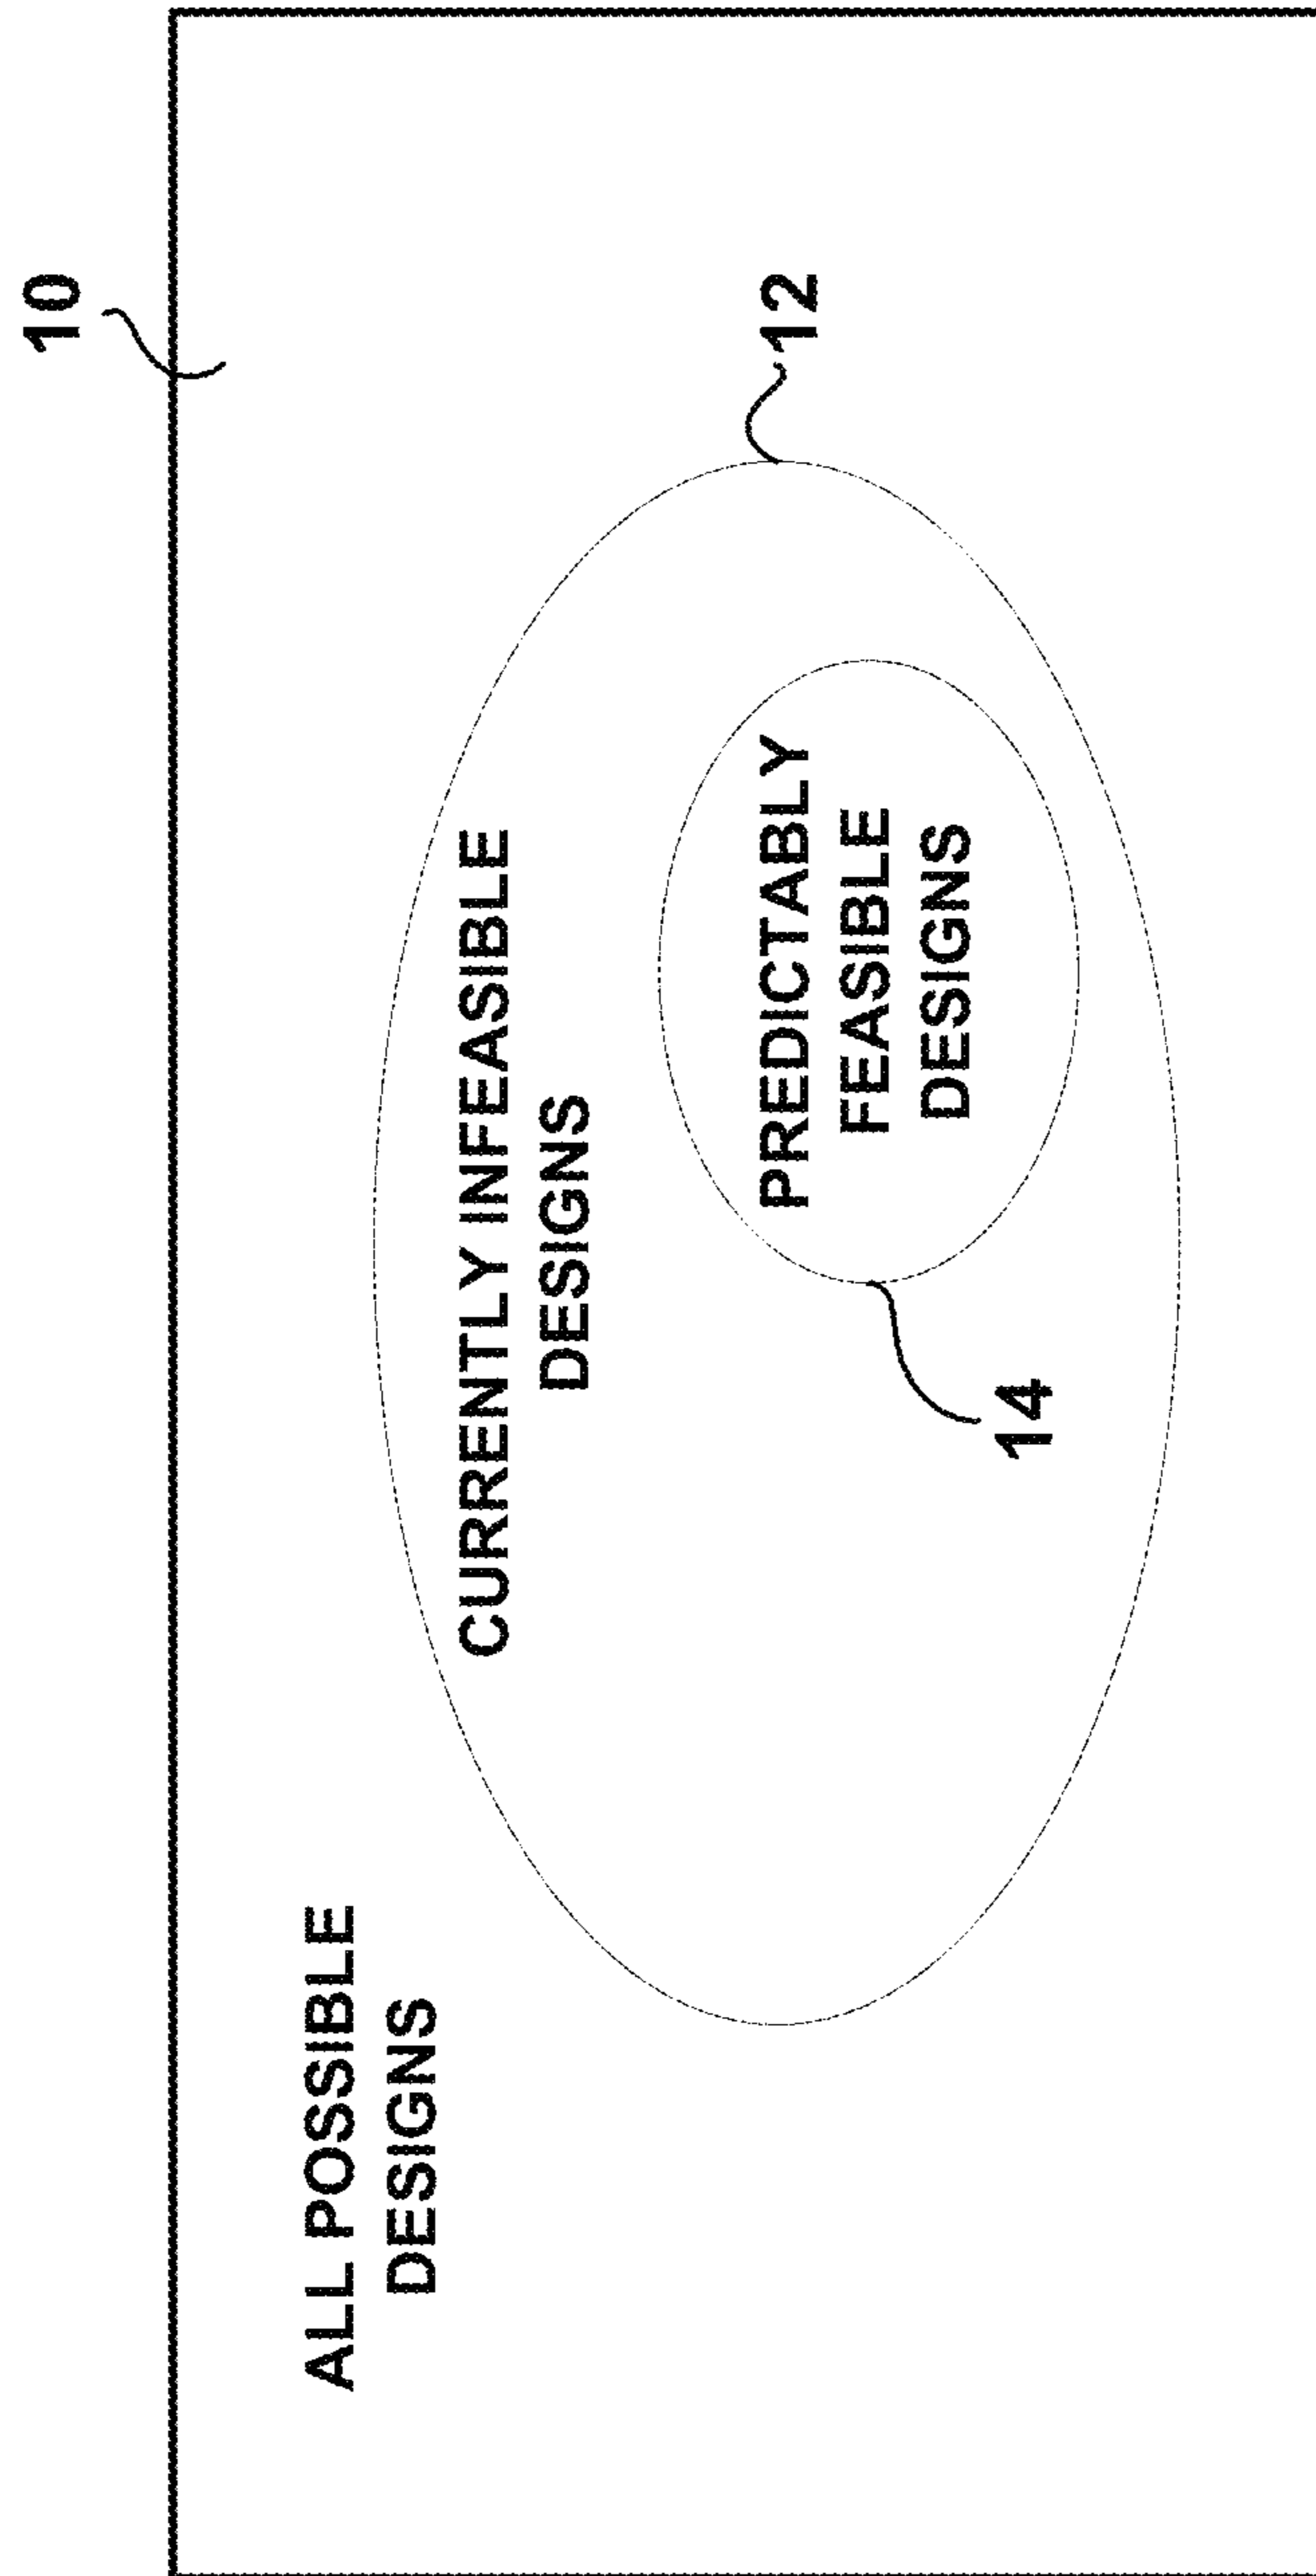 10
ALL POSSIBLE
DESIGNS
CURRENTLY INFEASIBLE
DESIGNS
12
PREDICTABLY
FEASIBLE
DESIGNS
14